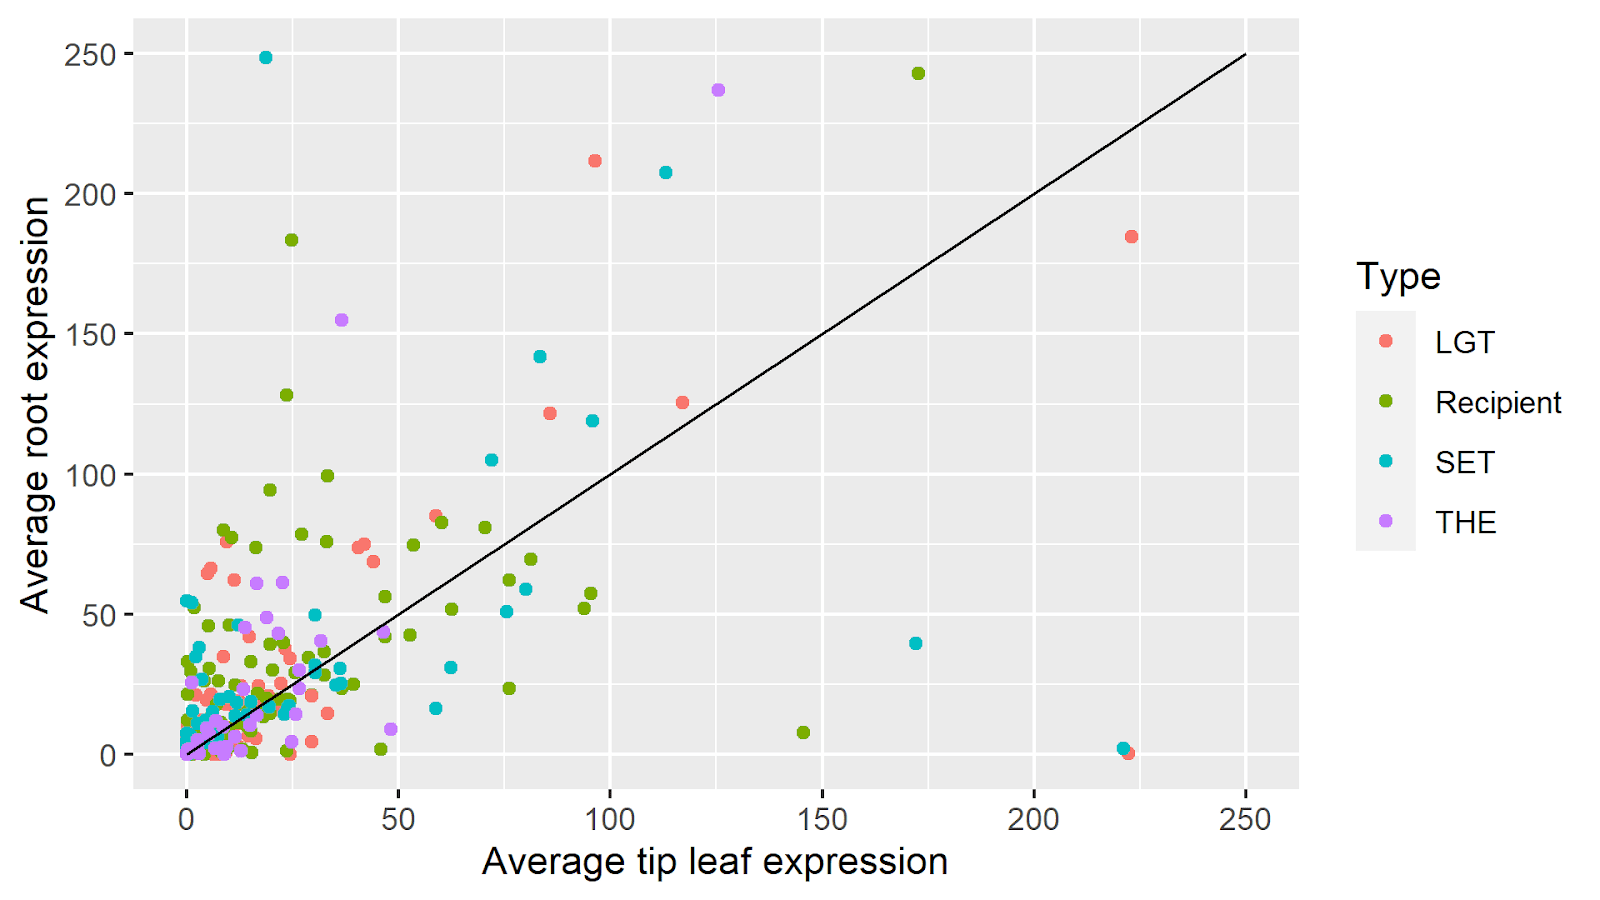 250
200
150
100
50
0
Average root expression
0 50 100 150 200 250
Average tip leaf expression
Type
LGT
Recipient
SET
THE